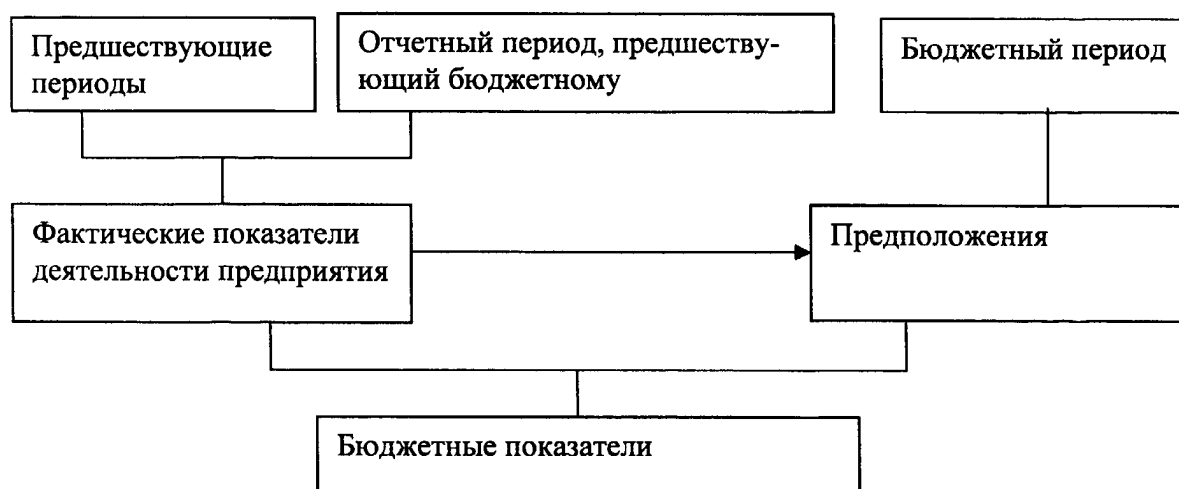 Предшествующие
периоды
Отчетный период, предшеству-
ющий бюджетному
Бюджетный период
Фактические показатели
деятельности предприятия
Предположения
Бюджетные показатели